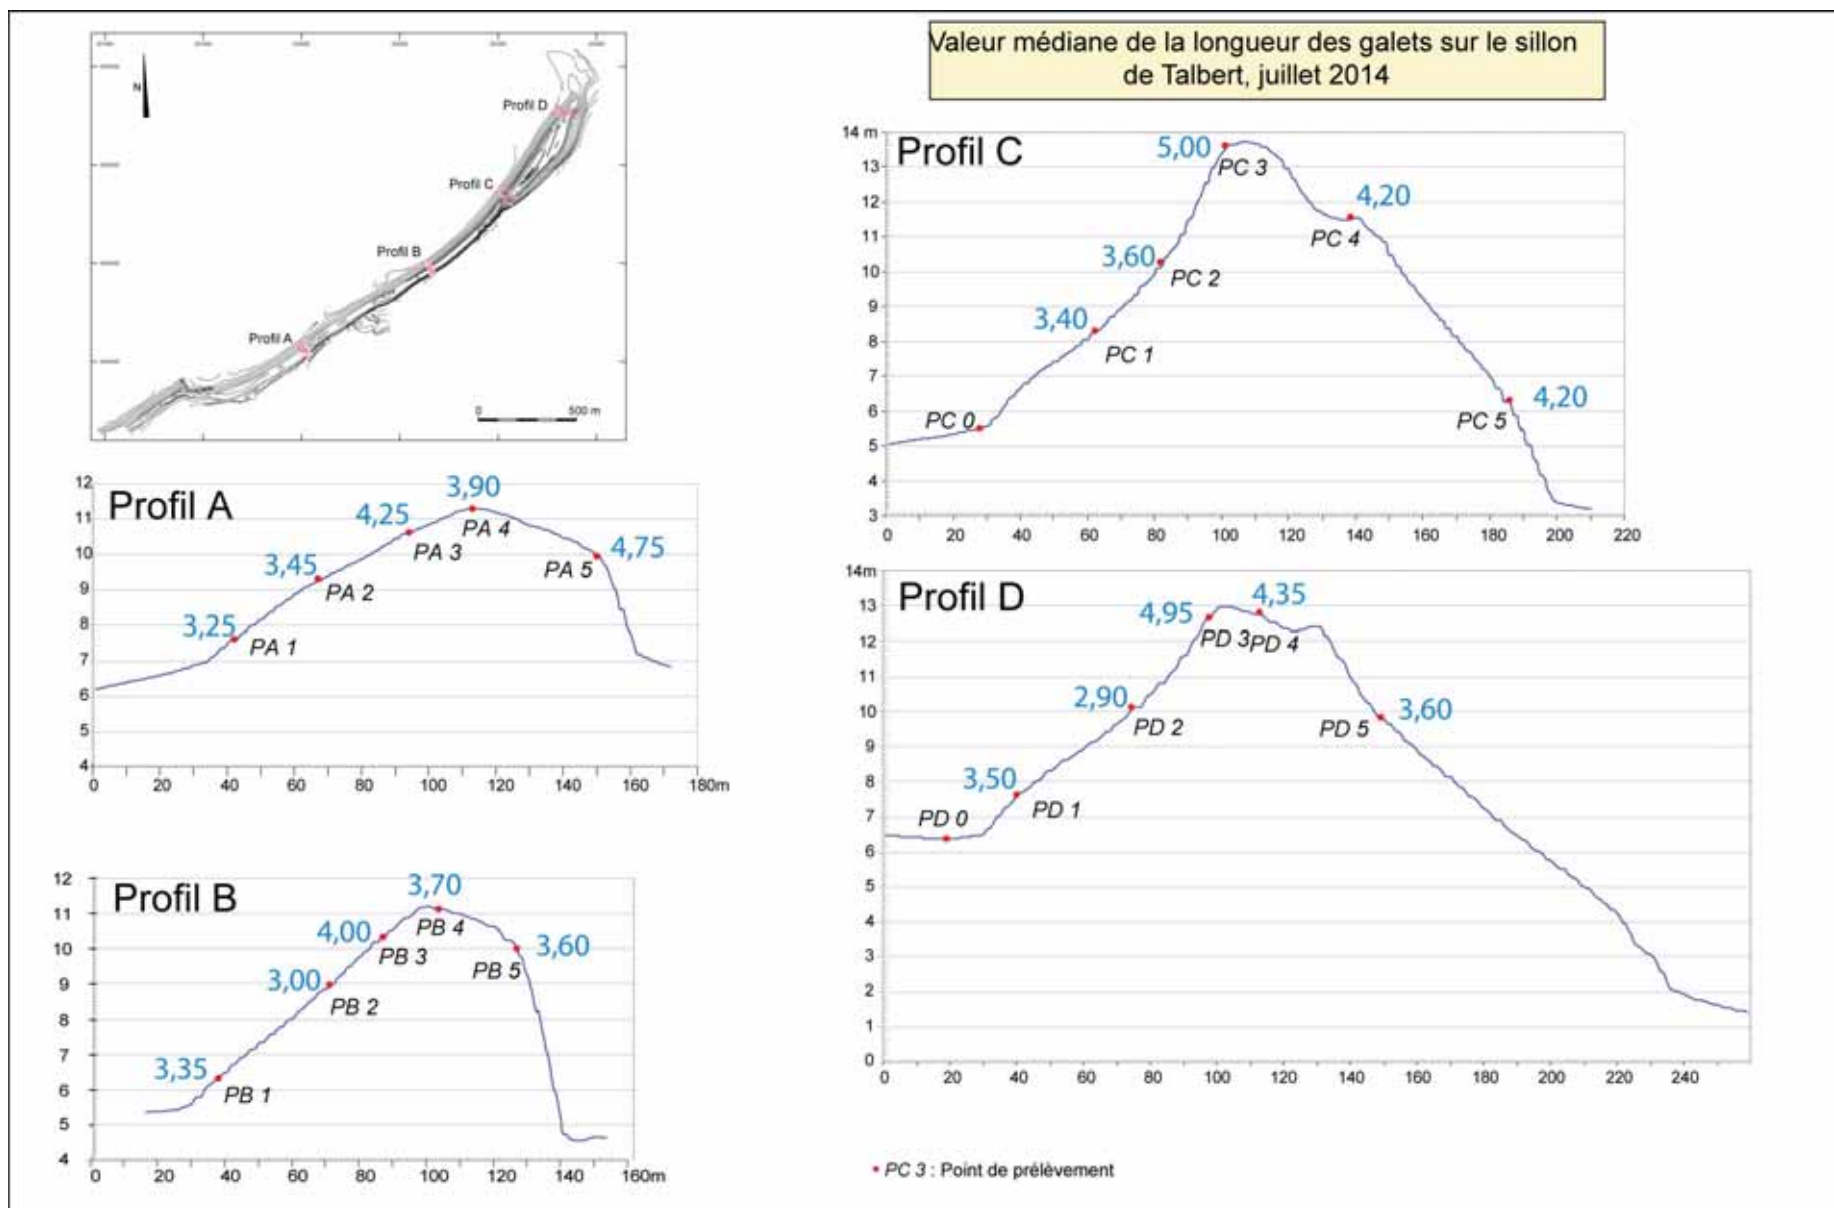 Valeur médiane de la longueur des galets sur le sillon
de Talbert, juillet 2014
N
Profil D
Profil C
Profil B
Profil A
0 500 m
Profil A
12
11
10
9
8
7
6
5
4
0 20 40 60 80 100 120 140 160 180m
3,25
PA 1
3,45
PA 2
4,25
PA 3
3,90
PA 4
4,75
PA 5
Profil B
12
11
10
9
8
7
6
5
4
0 20 40 60 80 100 120 140 160m
3,35
PB 1
3,00
PB 2
4,00
PB 3
3,70
PB 4
3,60
PB 5
Profil C
14 m
13
12
11
10
9
8
7
6
5
4
3
0 20 40 60 80 100 120 140 160 180 200 220
PC 0
3,40
PC 1
3,60
PC 2
5,00
PC 3
4,20
PC 4
4,20
PC 5
Profil D
14m
13
12
11
10
9
8
7
6
5
4
3
2
1
0
0 20 40 60 80 100 120 140 160 180 200 220 240
PD 0
3,50
PD 1
2,90
PD 2
4,95
PD 3
4,35
PD 4
3,60
PD 5
PC 3 : Point de prélèvement